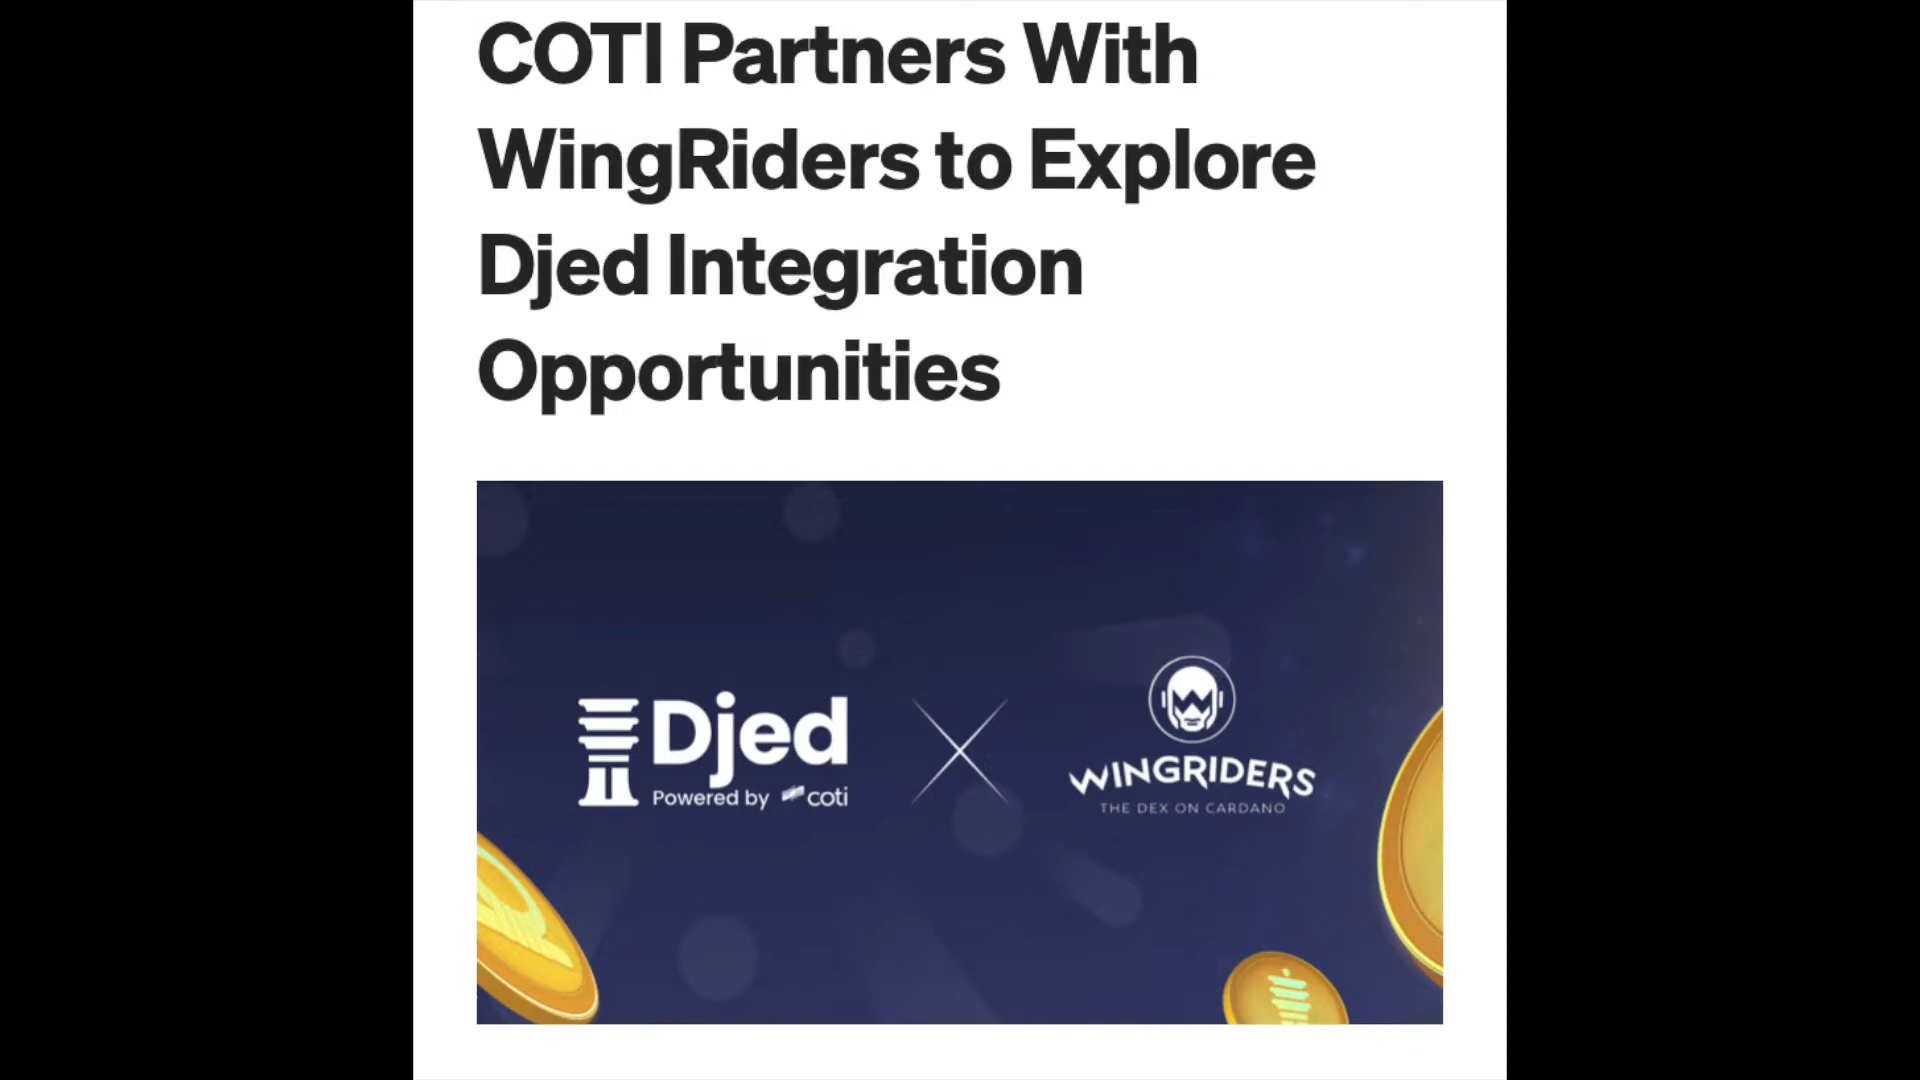 COTI Partners With
WingRiders to Explore
Djed Integration
Opportunities
Djed
Powered by coti
WINGRIDERS
THE DEX ON CARDANO